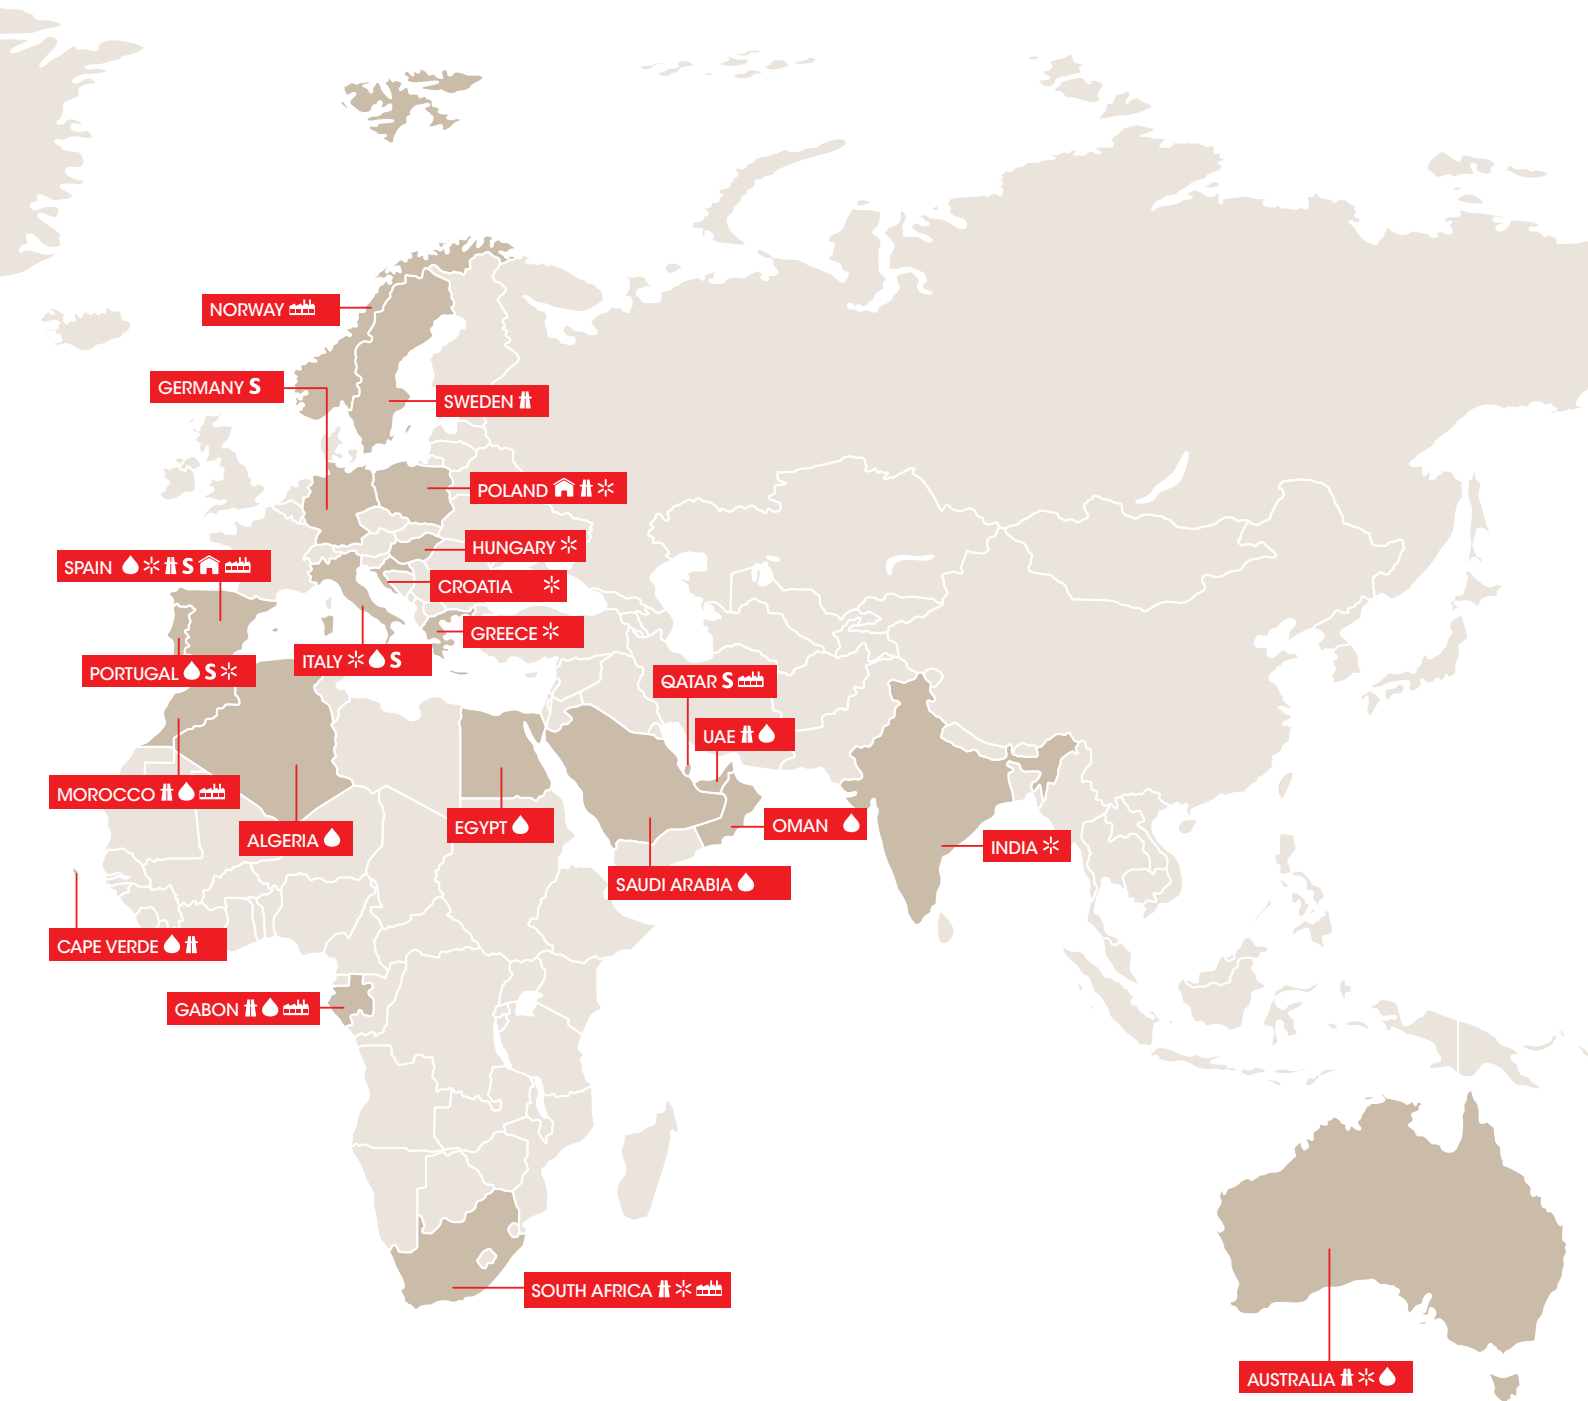 NORWAY
GERMANY S
SWEDEN
POLAND
HUNGARY
SPAIN S
CROATIA
GREECE
ITALY S
PORTUGAL S
QATAR S
UAE
MOROCCO
ALGERIA
EGYPT
OMAN
INDIA
SAUDI ARABIA
CAPE VERDE
GABON
SOUTH AFRICA
AUSTRALIA